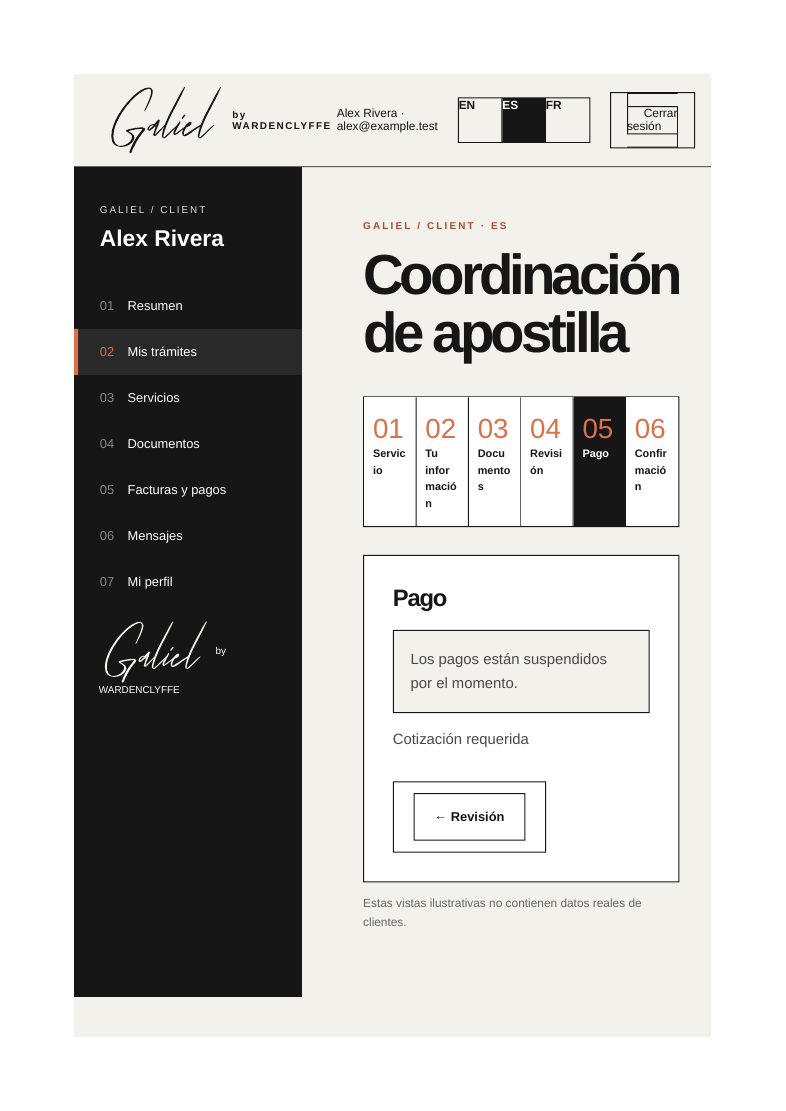 Galiel by
WARDENCLYFFE
Alex Rivera ·
alex@example.test
EN ES FR
Cerrar
sesión
GALIEL / CLIENT
Alex Rivera
01 Resumen
02 Mis trámites
03 Servicios
04 Documentos
05 Facturas y pagos
06 Mensajes
07 Mi perfil
Galiel by
WARDENCLYFFE
GALIEL / CLIENT · ES
Coordinación
de apostilla
01
Servic
io
02
Tu
infor
mació
n
03
Docu
mento
s
04
Revisi
ón
05
Pago
06
Confir
mació
n
Pago
Los pagos están suspendidos
por el momento.
Cotización requerida
← Revisión
Estas vistas ilustrativas no contienen datos reales de
clientes.